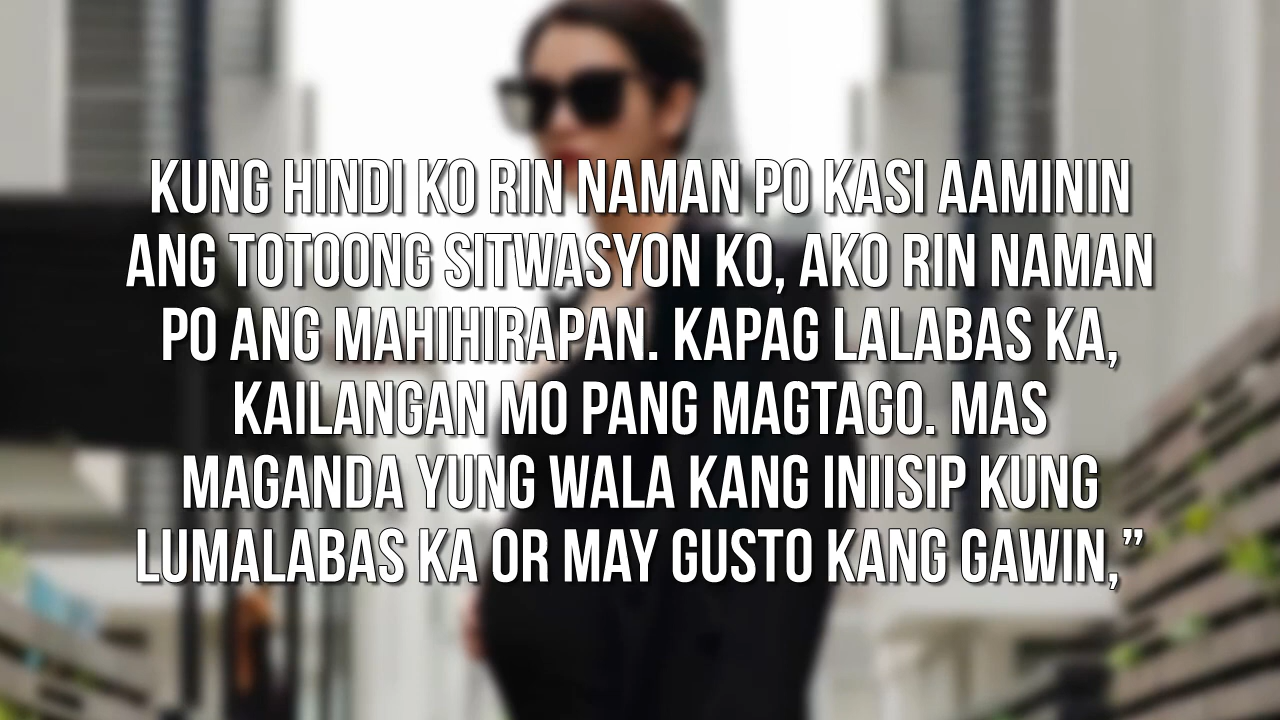 KUNG HINDI KO RIN NAMAN PO KASI AAMININ
ANG TOTOONG SITWASYON KO, AKO RIN NAMAN
PO ANG MAHIHIRAPAN. KAPAG LALABAS KA,
KAILANGAN MO PANG MAGTAGO. MAS
MAGANDA YUNG WALA KANG INIISIP KUNG
LUMALABAS KA OR MAY GUSTO KANG GAWIN,”